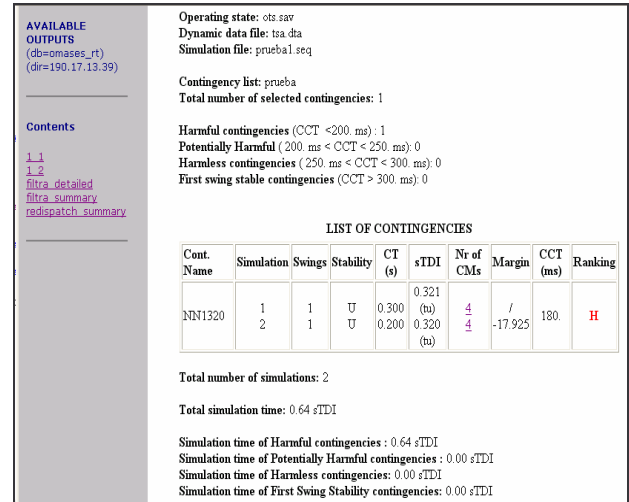 AVAILABLE
OUTPUTS
(db=omases_rt)
(dir=190.17.13.39)
Contents
1_1
1_2
filtra_detailed
filtra_summary
redispatch_summary
Operating state: ots.sav
Dynamic data file: tsa.dta
Simulation file: prueba1.seq
Contingency list: prueba
Total number of selected contingencies: 1
Harmful contingencies (CCT <200. ms) : 1
Potentially Harmful ( 200. ms < CCT < 250. ms): 0
Harmless contingencies ( 250. ms < CCT < 300. ms): 0
First swing stable contingencies (CCT > 300. ms): 0
LIST OF CONTINGENCIES
Cont. Name Simulation Swings Stability CT (s) sTDI Nr of CMs Margin CCT (ms) Ranking
NN1320 1 1 U 0.300 0.321 (tu) 4 / 180. H
2 1 U 0.200 0.320 (tu) 4 -17.925
Total number of simulations: 2
Total simulation time: 0.64 sTDI
Simulation time of Harmful contingencies : 0.64 sTDI
Simulation time of Potentially Harmful contingencies : 0.00 sTDI
Simulation time of Harmless contingencies: 0.00 sTDI
Simulation time of First Swing Stability contingencies: 0.00 sTDI